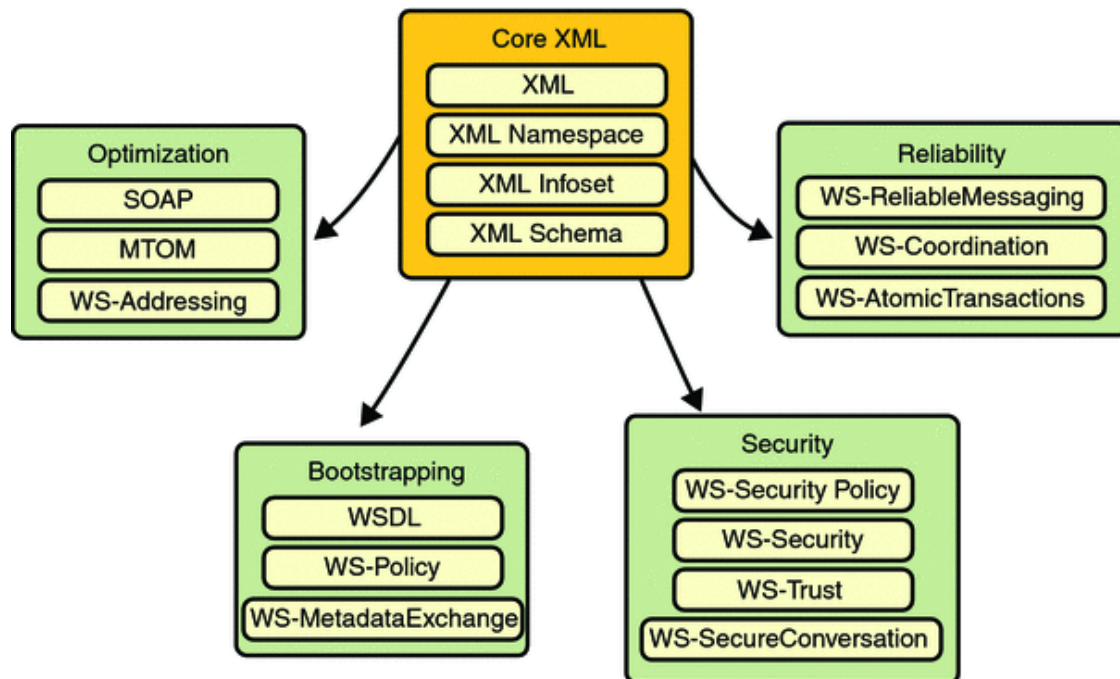 Core XML
XML
XML Namespace
XML Infoset
XML Schema
Optimization
SOAP
MTOM
WS-Addressing
Reliability
WS-ReliableMessaging
WS-Coordination
WS-AtomicTransactions
Bootstrapping
WSDL
WS-Policy
WS-MetadataExchange
Security
WS-Security Policy
WS-Security
WS-Trust
WS-SecureConversation